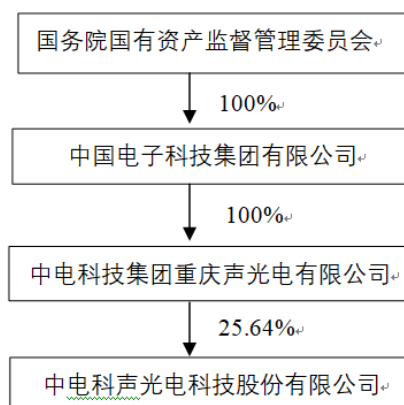 国务院国有资产监督管理委员会
100%
中国电子科技集团有限公司
100%
中电科技集团重庆声光电有限公司
25.64%
中电科声光电科技股份有限公司